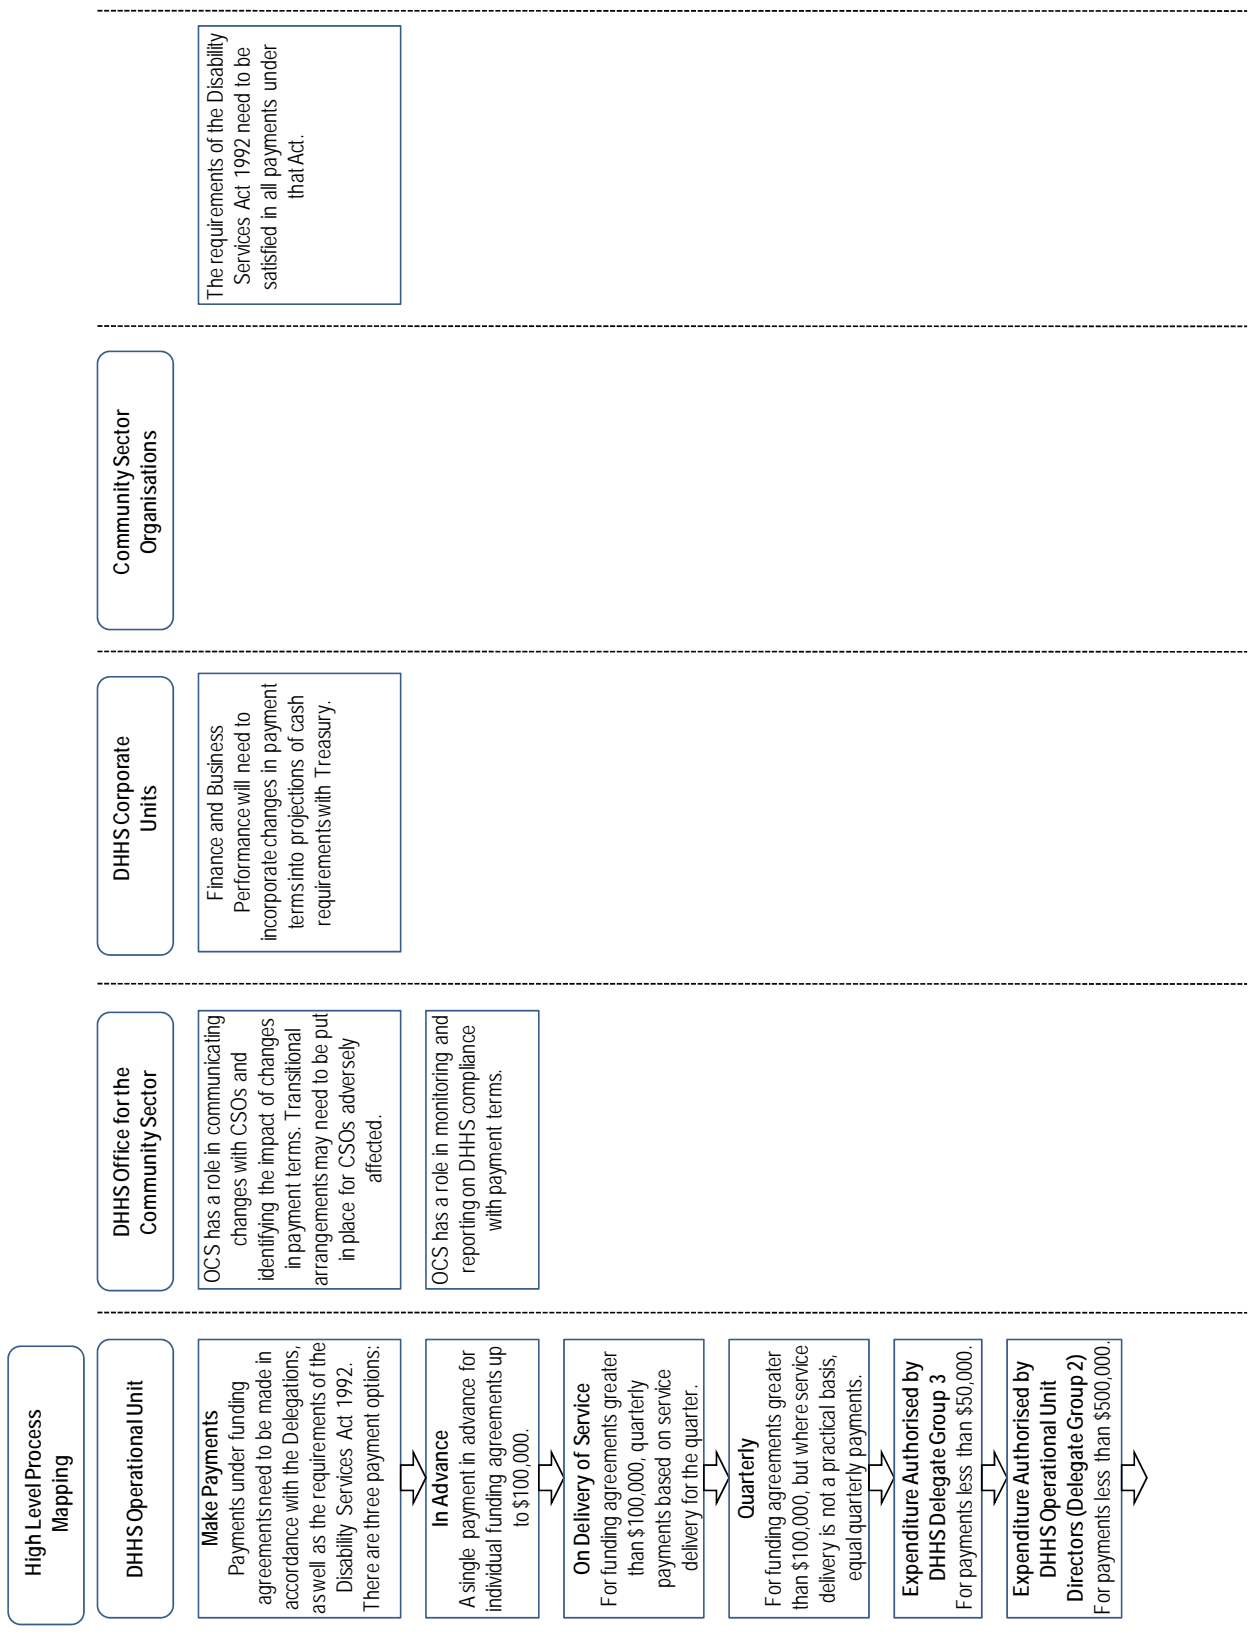 High Level Process
Mapping
DHHS Operational Unit
DHHS Office for the
Community Sector
DHHS Corporate
Units
Community Sector
Organisations
Make Payments
Payments under funding
agreements need to be made in
accordance with the Delegations,
as well as the requirements of the
Disability Services Act 1992.
There are three payment options:
OCS has a role in communicating
changes with CSOs and
identifying the impact of changes
in payment terms. Transitional
arrangements may need to be put
in place for CSOs adversely
affected.
Finance and Business
Performance will need to
incorporate changes in payment
terms into projections of cash
requirements with Treasury.
The requirements of the Disability
Services Act 1992 need to be
satisfied in all payments under
that Act.
In Advance
A single payment in advance for
individual funding agreements up
to $100,000.
OCS has a role in monitoring and
reporting on DHHS compliance
with payment terms.
On Delivery of Service
For funding agreements greater
than $100,000, quarterly
payments based on service
delivery for the quarter.
Quarterly
For funding agreements greater
than $100,000, but where service
delivery is not a practical basis,
equal quarterly payments.
Expenditure Authorised by
DHHS Delegate Group 3
For payments less than $50,000.
Expenditure Authorised by
DHHS Operational Unit
Directors (Delegate Group 2)
For payments less than $500,000.